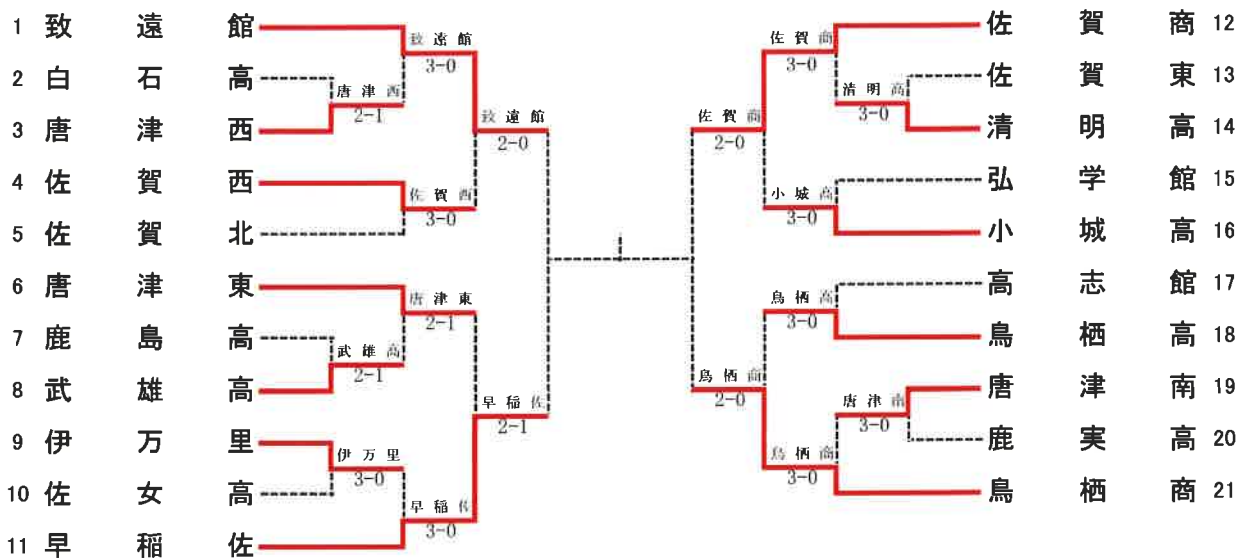 1 致遠館
2 白石高
3 唐津西
4 佐賀西
5 佐賀北
6 唐津東
7 鹿島高
8 武雄高
9 伊万里
10 佐女高
11 早稲佐
唐津西
2-1
武雄高
2-1
伊万里
3-0
致遠館
3-0
佐賀西
3-0
唐津東
2-1
早稲佐
3-0
致遠館
2-0
早稲佐
2-1
佐賀商
2-0
鳥栖商
2-0
佐賀商
3-0
小城高
3-0
鳥栖高
3-0
鳥栖商
3-0
清明高
3-0
唐津南
3-0
佐賀商 12
佐賀東 13
清明高 14
弘学館 15
小城高 16
高志館 17
鳥栖高 18
唐津南 19
鹿実高 20
鳥栖商 21